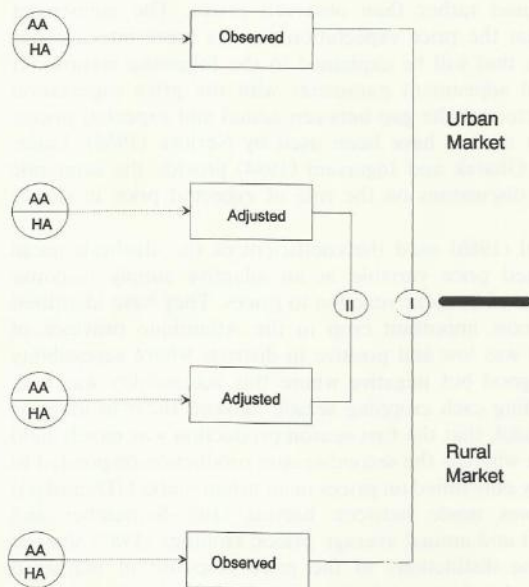 AA
HA
Observed
Urban
Market
AA
HA
Adjusted
II
I
AA
HA
Adjusted
Rural
Market
AA
HA
Observed